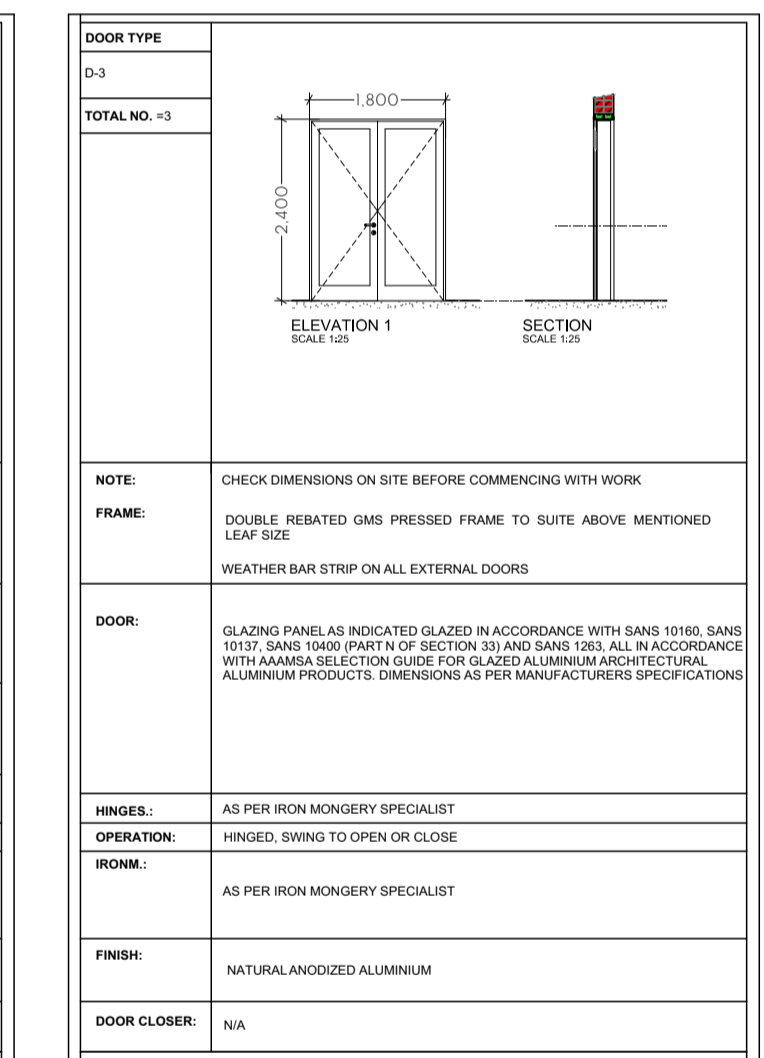 DOOR TYPE
D-3
TOTAL NO. =3
1,800
2,400
ELEVATION 1
SCALE 1:25
SECTION
SCALE 1:25
NOTE:
CHECK DIMENSIONS ON SITE BEFORE COMMENCING WITH WORK
FRAME:
DOUBLE REBATED GMS PRESSED FRAME TO SUITE ABOVE MENTIONED
LEAF SIZE
WEATHER BAR STRIP ON ALL EXTERNAL DOORS
DOOR:
GLAZING PANEL AS INDICATED GLAZED IN ACCORDANCE WITH SANS 10160, SANS
10137, SANS 10400 (PART N OF SECTION 33) AND SANS 1263, ALL IN ACCORDANCE
WITH AAAMSA SELECTION GUIDE FOR GLAZED ALUMINIUM ARCHITECTURAL
ALUMINIUM PRODUCTS. DIMENSIONS AS PER MANUFACTURERS SPECIFICATIONS
HINGES.:
AS PER IRON MONGERY SPECIALIST
OPERATION:
HINGED, SWING TO OPEN OR CLOSE
IRONM.:
AS PER IRON MONGERY SPECIALIST
FINISH:
NATURAL ANODIZED ALUMINIUM
DOOR CLOSER:
N/A